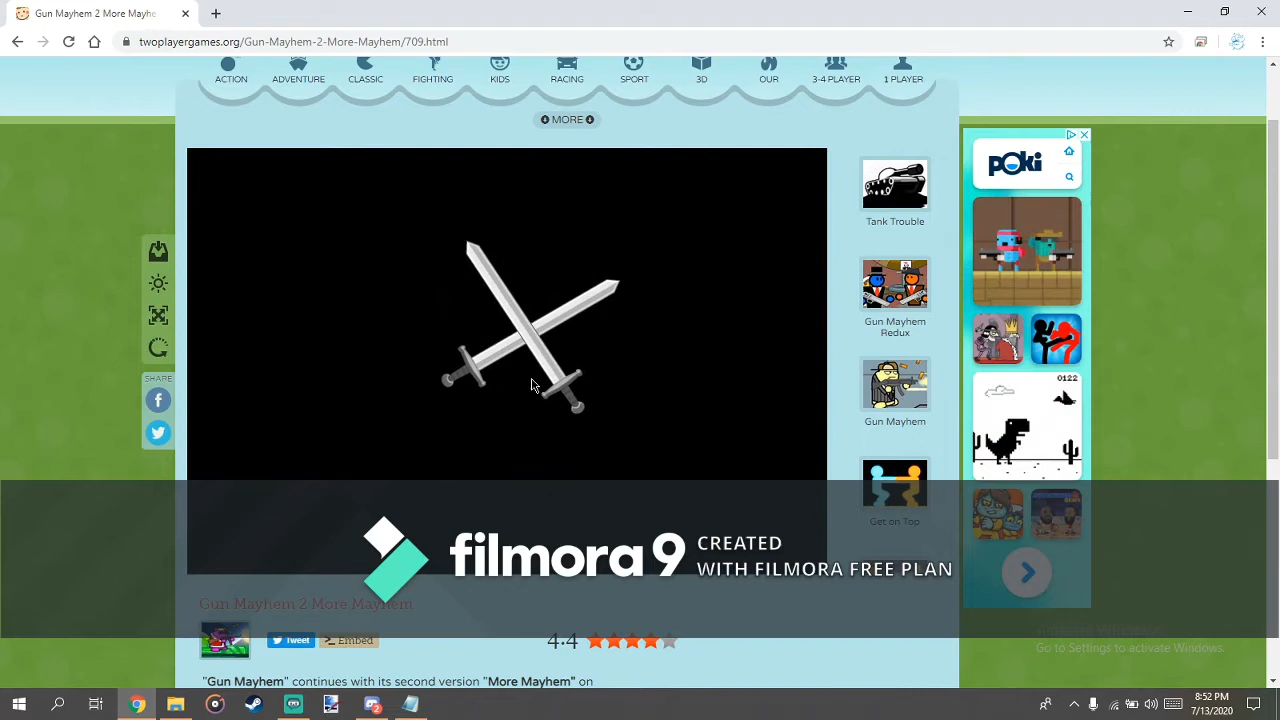 Gun Mayhem 2 More Mayhe
twoplayergames.org/Gun-Mayhem-2-More-Mayhem/709.html
ACTION ADVENTURE CLASSIC FIGHTING KIDS RACING SPORT 3D OUR 3-4 PLAYER 1 PLAYER
MORE
poki
Tank Trouble
Gun Mayhem
Redux
Gun Mayhem
0122
SHARE
Get on Top
filmora 9 CREATED
WITH FILMORA FREE PLAN
Gun Mayhem 2 More Mayhem
Tweet Embed 4.4
Activate Windows
Go to Settings to activate Windows.
"Gun Mayhem" continues with its second version "More Mayhem" on
8:52 PM
7/13/2020